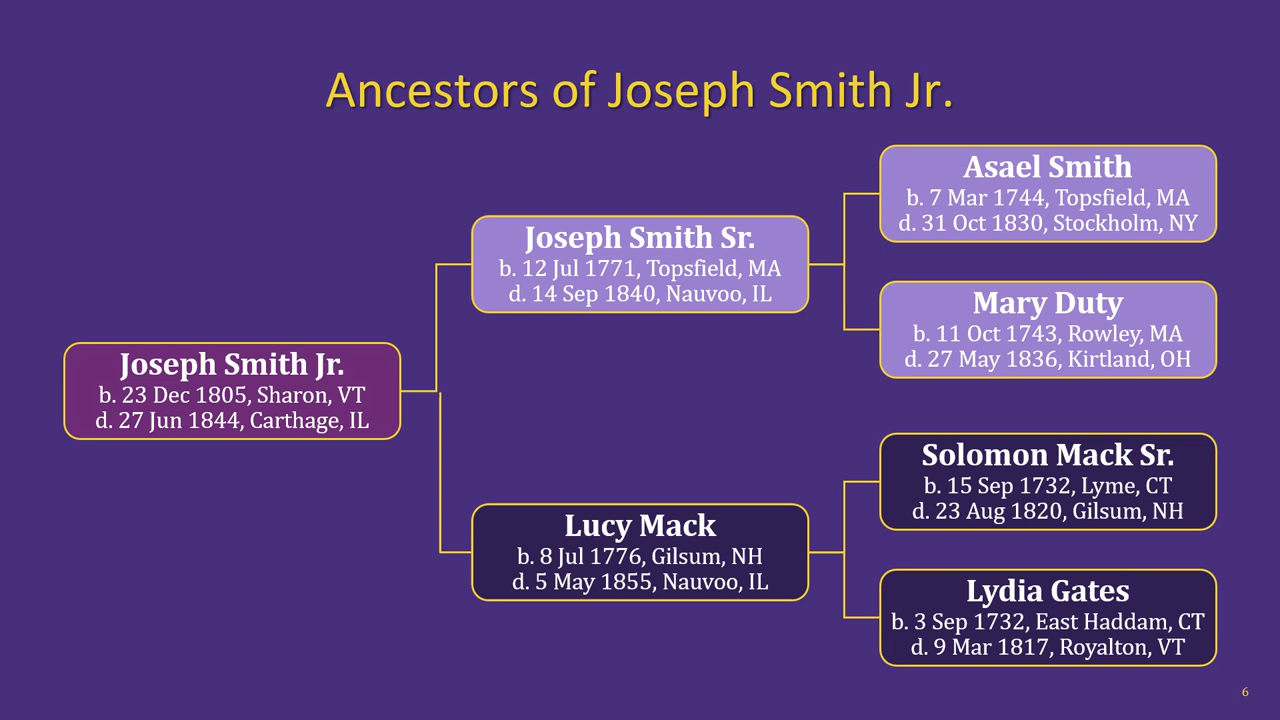 Ancestors of Joseph Smith Jr.
Asael Smith
b. 7 Mar 1744, Topsfield, MA
d. 31 Oct 1830, Stockholm, NY
Joseph Smith Sr.
b. 12 Jul 1771, Topsfield, MA
d. 14 Sep 1840, Nauvoo, IL
Mary Duty
b. 11 Oct 1743, Rowley, MA
d. 27 May 1836, Kirtland, OH
Joseph Smith Jr.
b. 23 Dec 1805, Sharon, VT
d. 27 Jun 1844, Carthage, IL
Solomon Mack Sr.
b. 15 Sep 1732, Lyme, CT
d. 23 Aug 1820, Gilsum, NH
Lucy Mack
b. 8 Jul 1776, Gilsum, NH
d. 5 May 1855, Nauvoo, IL
Lydia Gates
b. 3 Sep 1732, East Haddam, CT
d. 9 Mar 1817, Royalton, VT
6